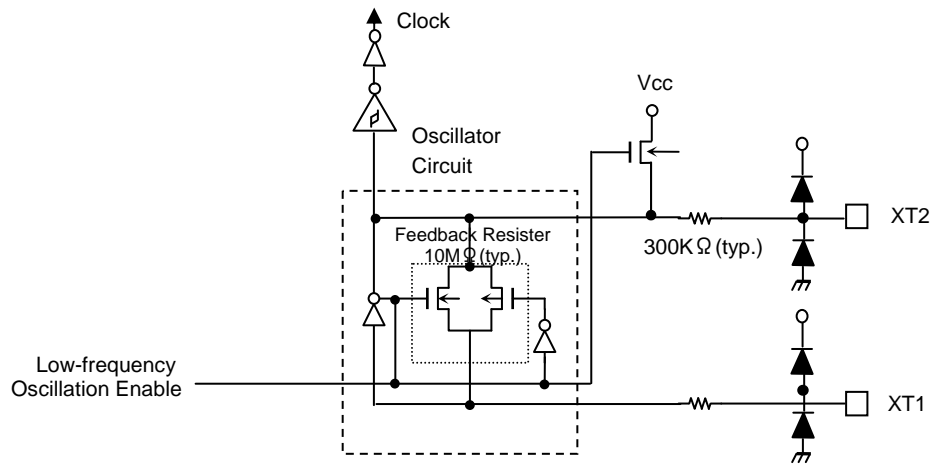 Clock
Vcc
Oscillator
Circuit
XT2
Feedback Resister
10MΩ (typ.)
300KΩ (typ.)
Low-frequency
Oscillation Enable
XT1